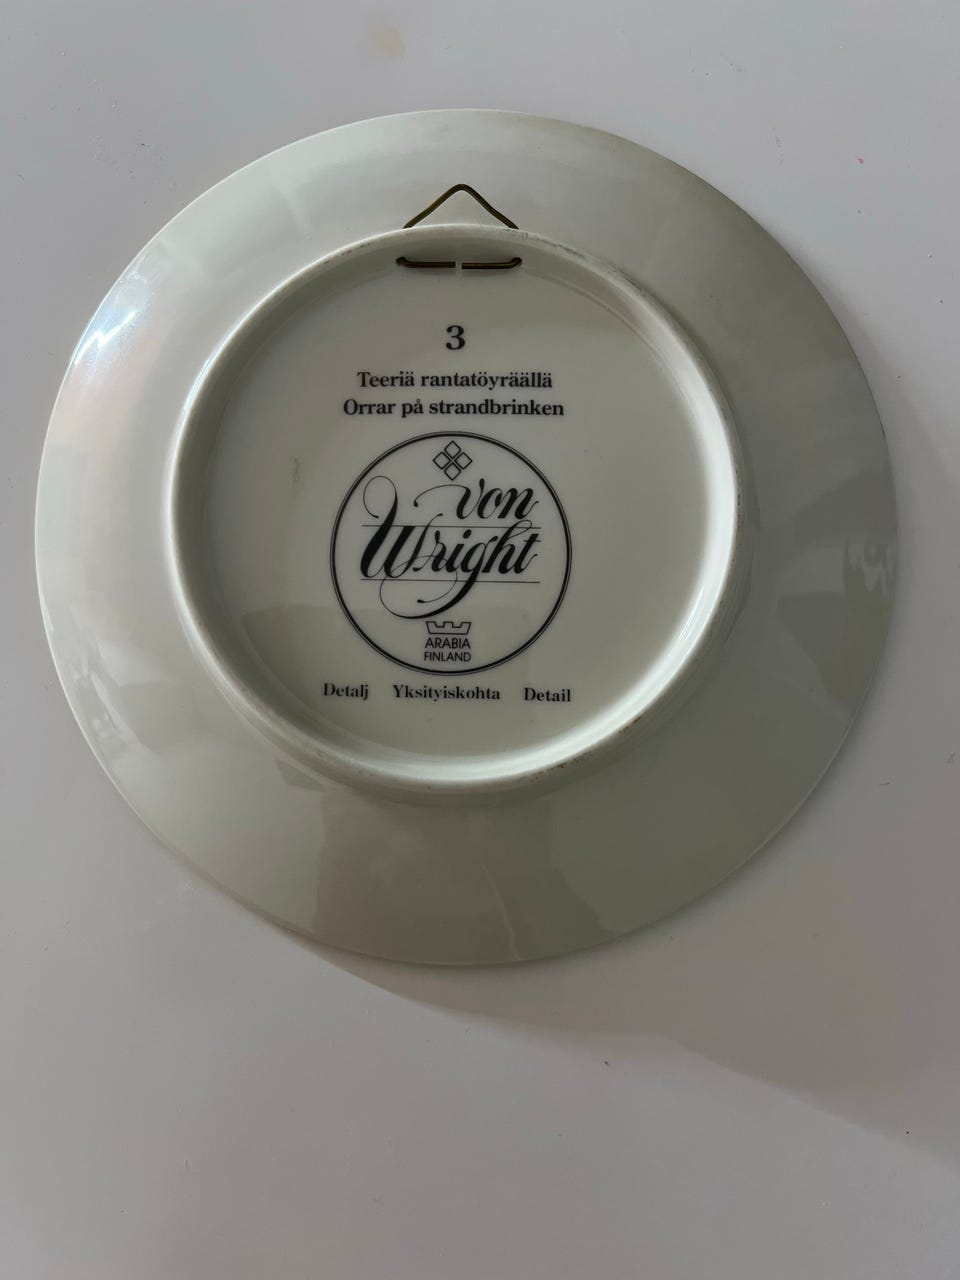 3
Teeriä rantatöyräällä
Orrar på strandbrinken
von
Wright
ARABIA
FINLAND
Detalj Yksityiskohta Detail